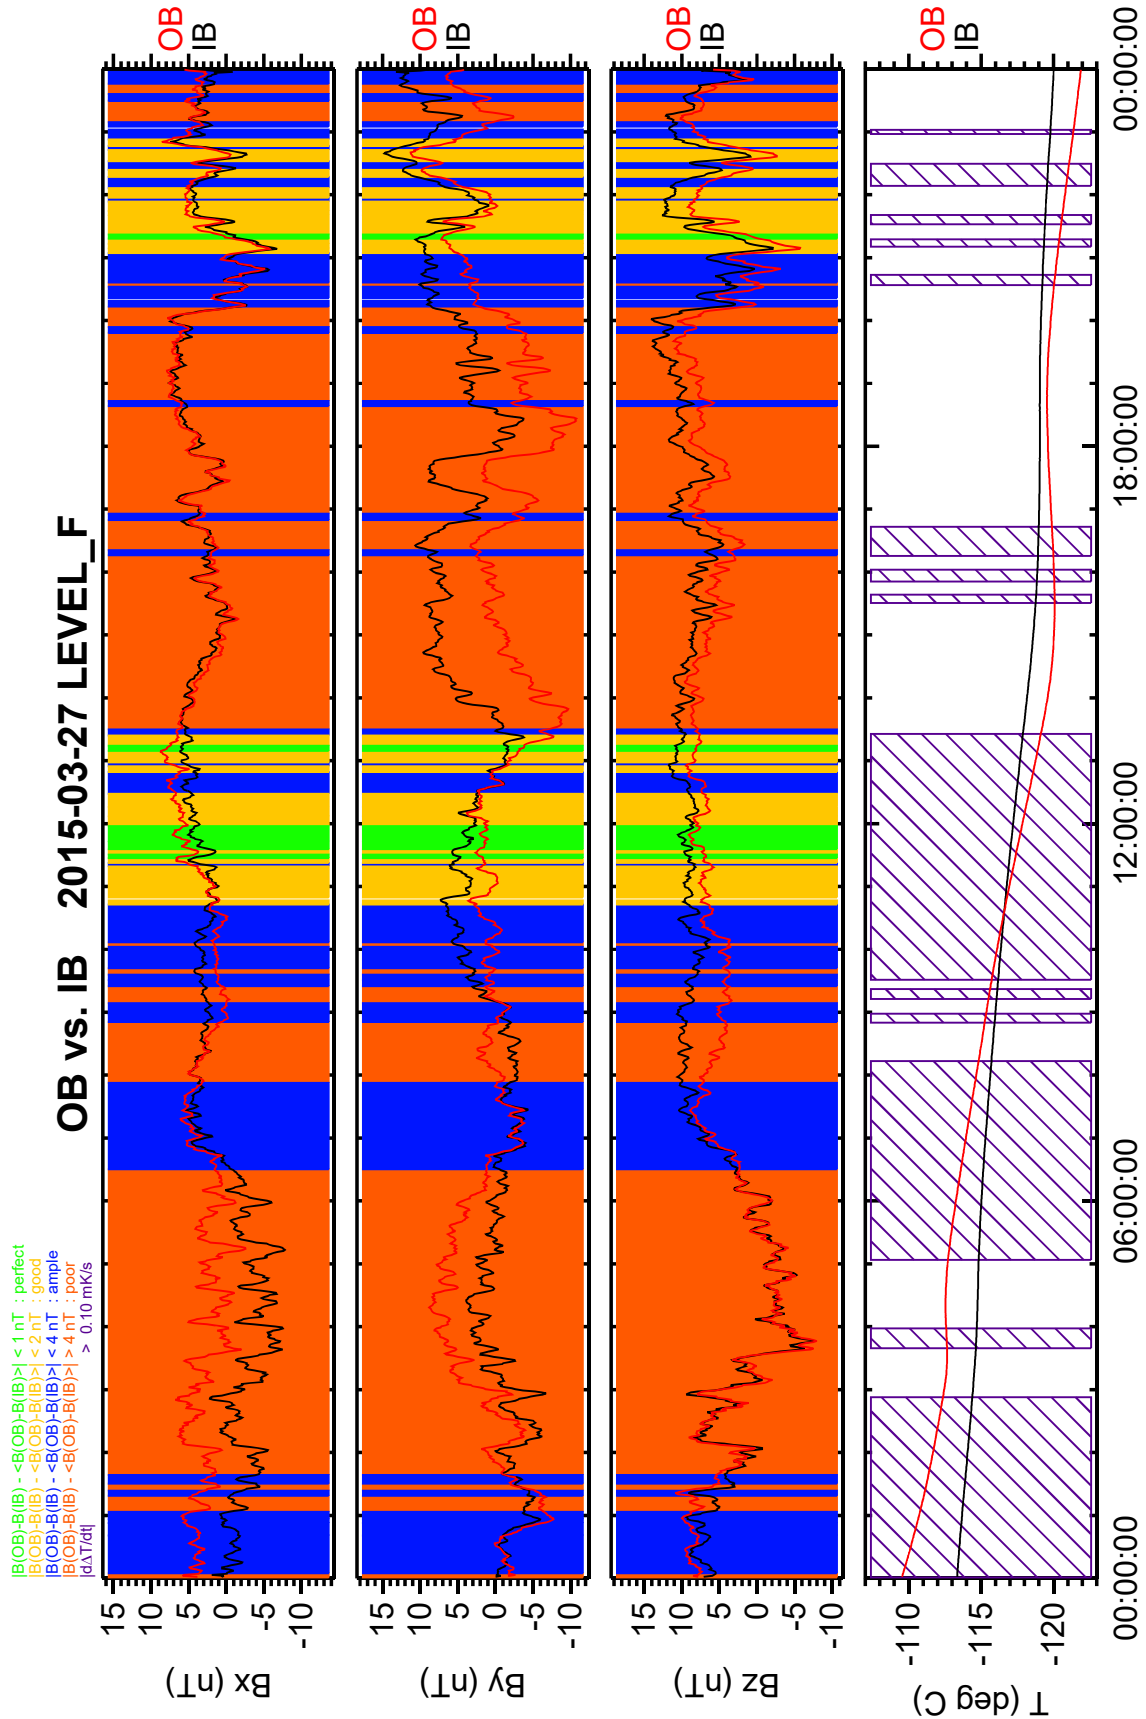 |B(OB)-B(IB) - <B(OB)-B(IB)>| < 1 nT : perfect
|B(OB)-B(IB) - <B(OB)-B(IB)>| < 2 nT : good
|B(OB)-B(IB) - <B(OB)-B(IB)>| < 4 nT : ample
|B(OB)-B(IB) - <B(OB)-B(IB)>| > 4 nT : poor
|dΔT/dt| > 0.10 mK/s
OB vs. IB 2015-03-27 LEVEL_F
Bx (nT)
15
10
5
0
-5
-10
OB
IB
By (nT)
15
10
5
0
-5
-10
OB
IB
Bz (nT)
15
10
5
0
-5
-10
OB
IB
T (deg C)
-110
-115
-120
OB
IB
00:00:00
06:00:00
12:00:00
18:00:00
00:00:00